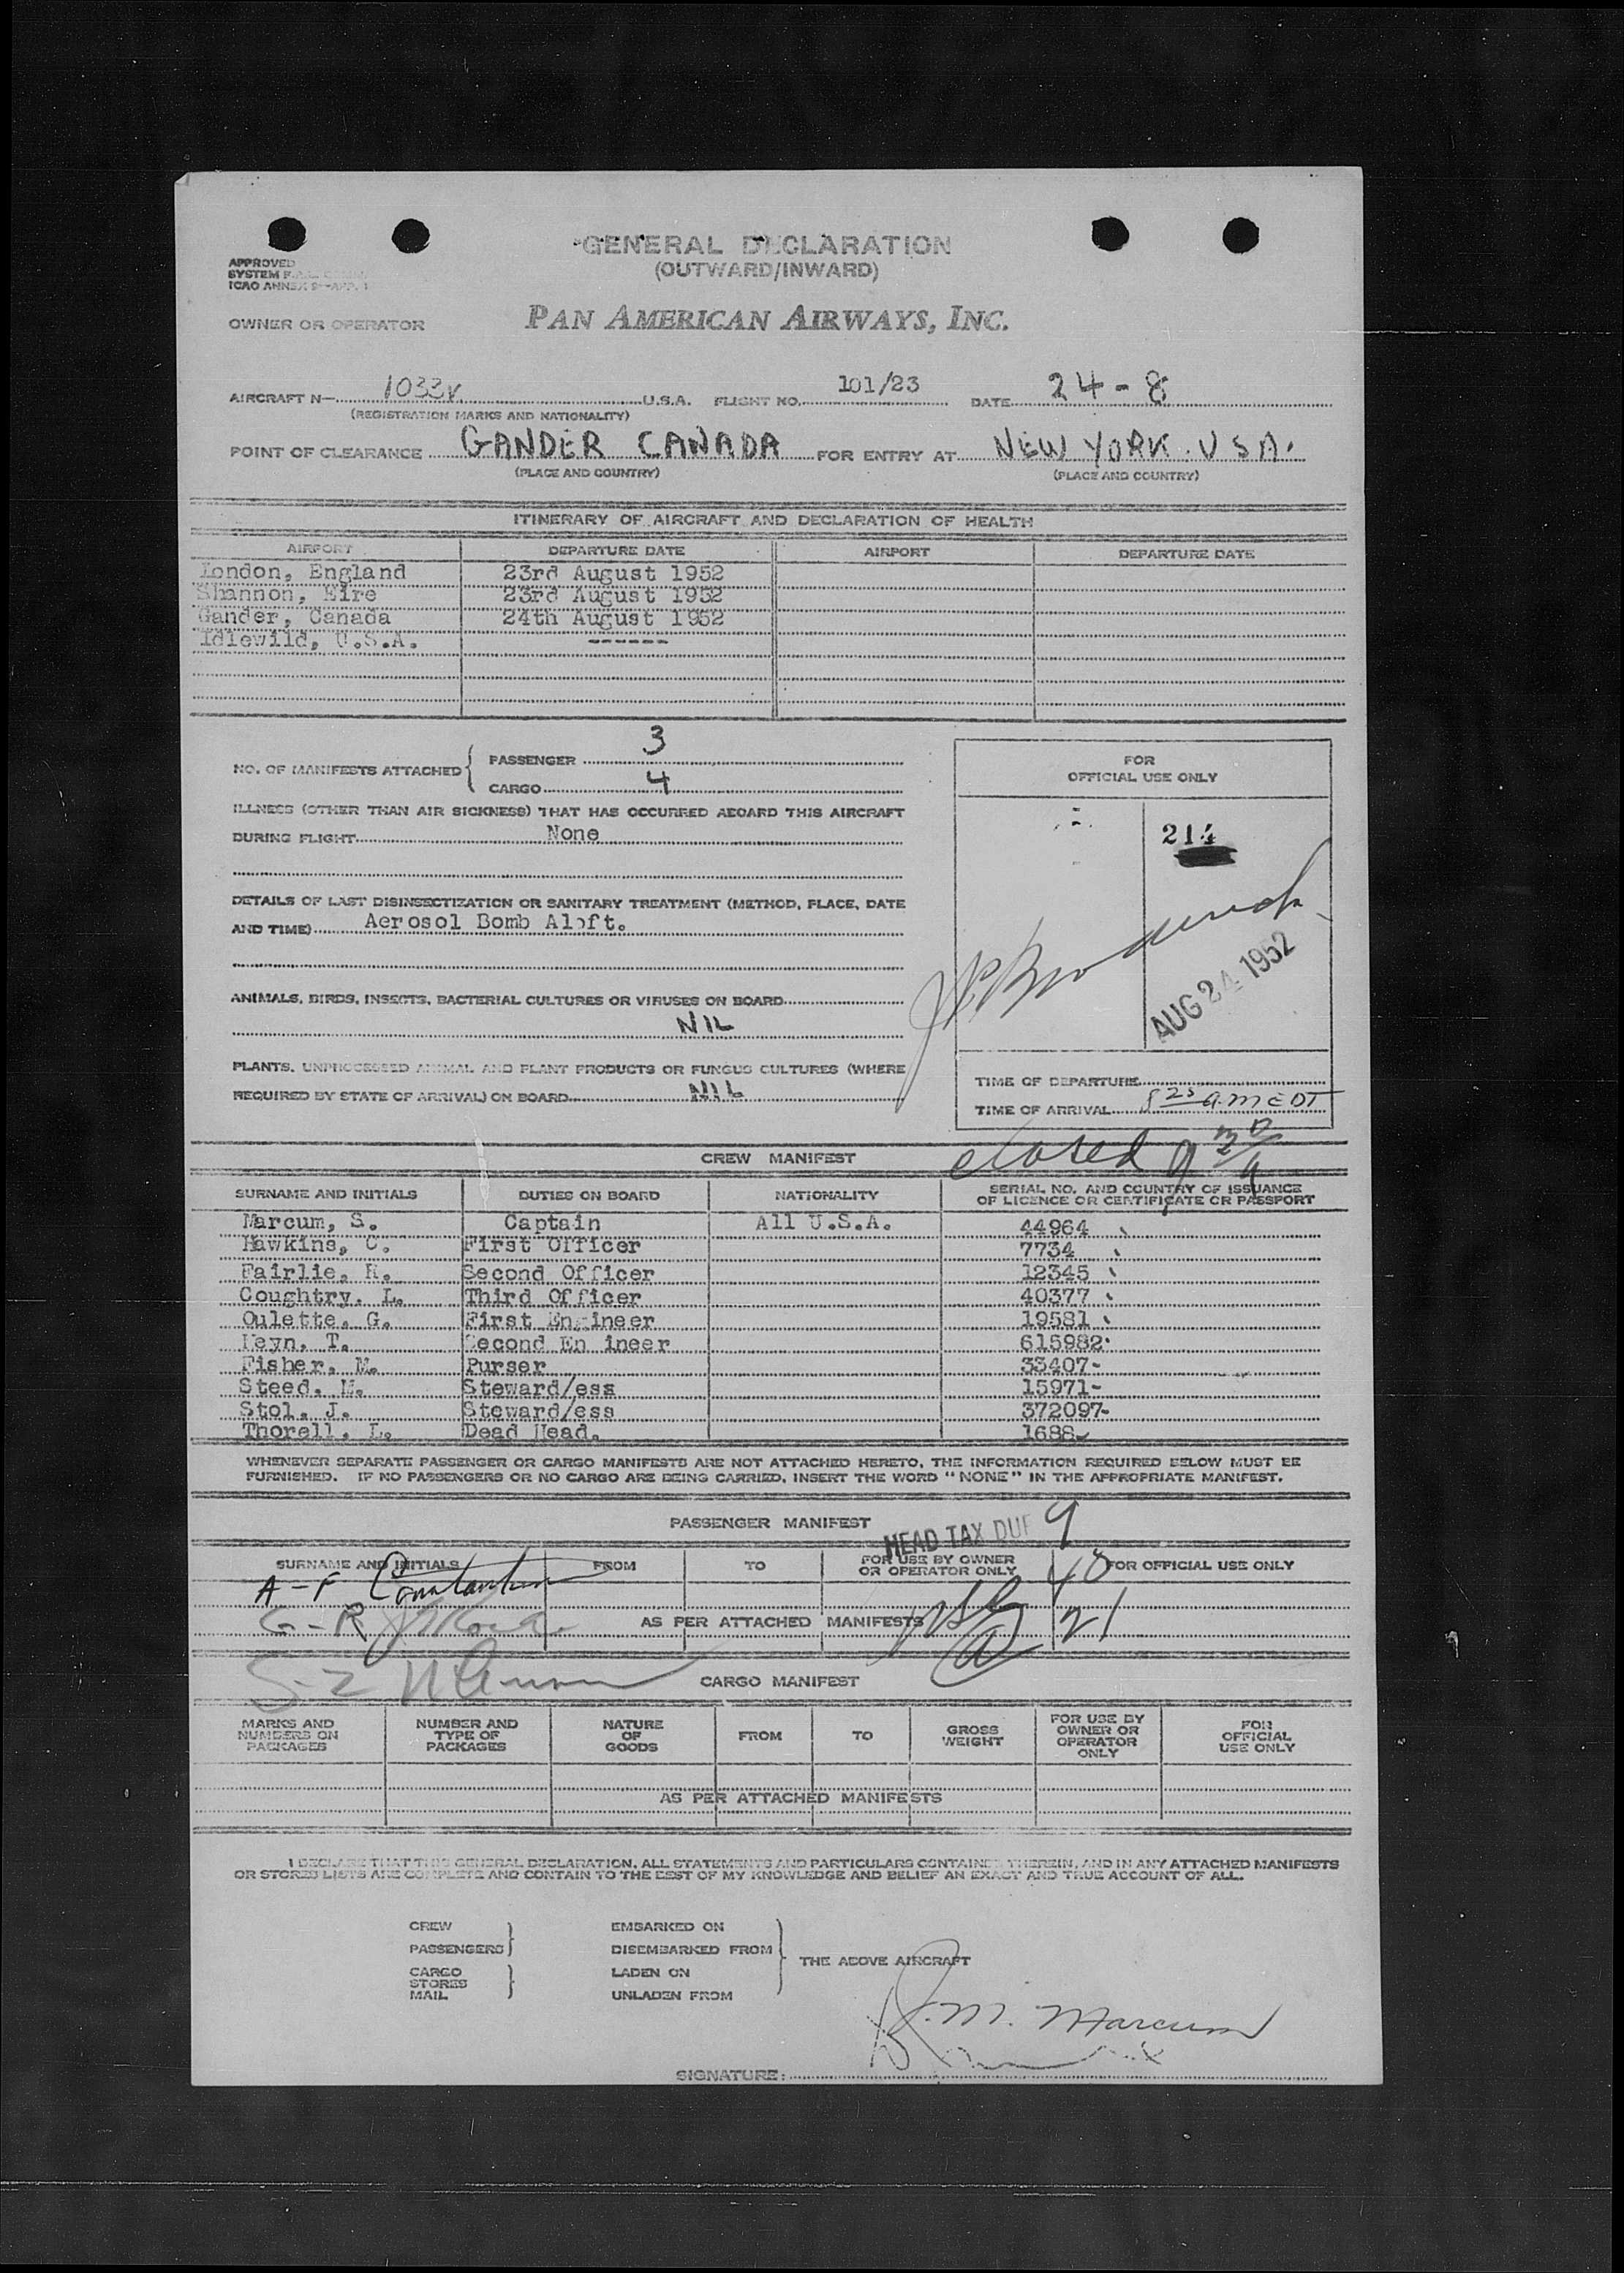 GENERAL DECLARATION
(OUTWARD/INWARD)
APPROVED
SYSTEM
ICAO ANNEX 9—APP. 1
OWNER OR OPERATOR PAN AMERICAN AIRWAYS, INC.
AIRCRAFT N— 1033V U.S.A. FLIGHT NO. 101/23 DATE 24-8
(REGISTRATION MARKS AND NATIONALITY)
POINT OF CLEARANCE GANDER CANADA FOR ENTRY AT NEW YORK. USA.
(PLACE AND COUNTRY) (PLACE AND COUNTRY)
ITINERARY OF AIRCRAFT AND DECLARATION OF HEALTH
AIRPORT DEPARTURE DATE AIRPORT DEPARTURE DATE
London, England 23rd August 1952
Shannon, Eire 23rd August 1952
Gander, Canada 24th August 1952
Idlewild, U.S.A. ------
NO. OF MANIFESTS ATTACHED { PASSENGER 3
CARGO 4
ILLNESS (OTHER THAN AIR SICKNESS) THAT HAS OCCURRED ABOARD THIS AIRCRAFT
DURING FLIGHT None
DETAILS OF LAST DISINSECTIZATION OR SANITARY TREATMENT (METHOD, PLACE, DATE
AND TIME) Aerosol Bomb Aloft.
ANIMALS, BIRDS, INSECTS, BACTERIAL CULTURES OR VIRUSES ON BOARD
NIL
PLANTS, UNPROCESSED ANIMAL AND PLANT PRODUCTS OR FUNGUS CULTURES (WHERE
REQUIRED BY STATE OF ARRIVAL) ON BOARD NIL
FOR
OFFICIAL USE ONLY
214
AUG 24 1952
TIME OF DEPARTURE
TIME OF ARRIVAL 8 25 a.m EDT
closed 9 30
CREW MANIFEST
SURNAME AND INITIALS DUTIES ON BOARD NATIONALITY SERIAL NO. AND COUNTRY OF ISSUANCE
OF LICENCE OR CERTIFICATE OR PASSPORT
Marcum, S. Captain All U.S.A. 44964
Hawkins, C. First Officer 7734
Fairlie, H. Second Officer 12345
Coughtry, L. Third Officer 40377
Oulette, G. First Engineer 19581
Heyn, T. Second En ineer 615982
Fisher, M. Purser 33407-
Steed, M. Steward/ess 15971-
Stol, J. Steward/ess 372097-
Thorell, L. Dead Head. 1688
WHENEVER SEPARATE PASSENGER OR CARGO MANIFESTS ARE NOT ATTACHED HERETO, THE INFORMATION REQUIRED BELOW MUST BE
FURNISHED. IF NO PASSENGERS OR NO CARGO ARE BEING CARRIED, INSERT THE WORD "NONE" IN THE APPROPRIATE MANIFEST.
PASSENGER MANIFEST
HEAD TAX DUE 9
SURNAME AND INITIALS FROM TO FOR USE BY OWNER
OR OPERATOR ONLY FOR OFFICIAL USE ONLY
A-F
G-R AS PER ATTACHED MANIFESTS 21
S-Z
CARGO MANIFEST
MARKS AND
NUMBERS ON
PACKAGES
NUMBER AND
TYPE OF
PACKAGES
NATURE
OF
GOODS
FROM
TO
GROSS
WEIGHT
FOR USE BY
OWNER OR
OPERATOR
ONLY
FOR
OFFICIAL
USE ONLY
AS PER ATTACHED MANIFESTS
I DECLARE THAT THIS GENERAL DECLARATION, ALL STATEMENTS AND PARTICULARS CONTAINED THEREIN, AND IN ANY ATTACHED MANIFESTS
OR STORES LISTS ARE COMPLETE AND CONTAIN TO THE BEST OF MY KNOWLEDGE AND BELIEF AN EXACT AND TRUE ACCOUNT OF ALL.
CREW EMBARKED ON
PASSENGERS DISEMBARKED FROM
THE ABOVE AIRCRAFT
CARGO LADEN ON
STORES
MAIL UNLADEN FROM
S. M. Marcum
SIGNATURE: